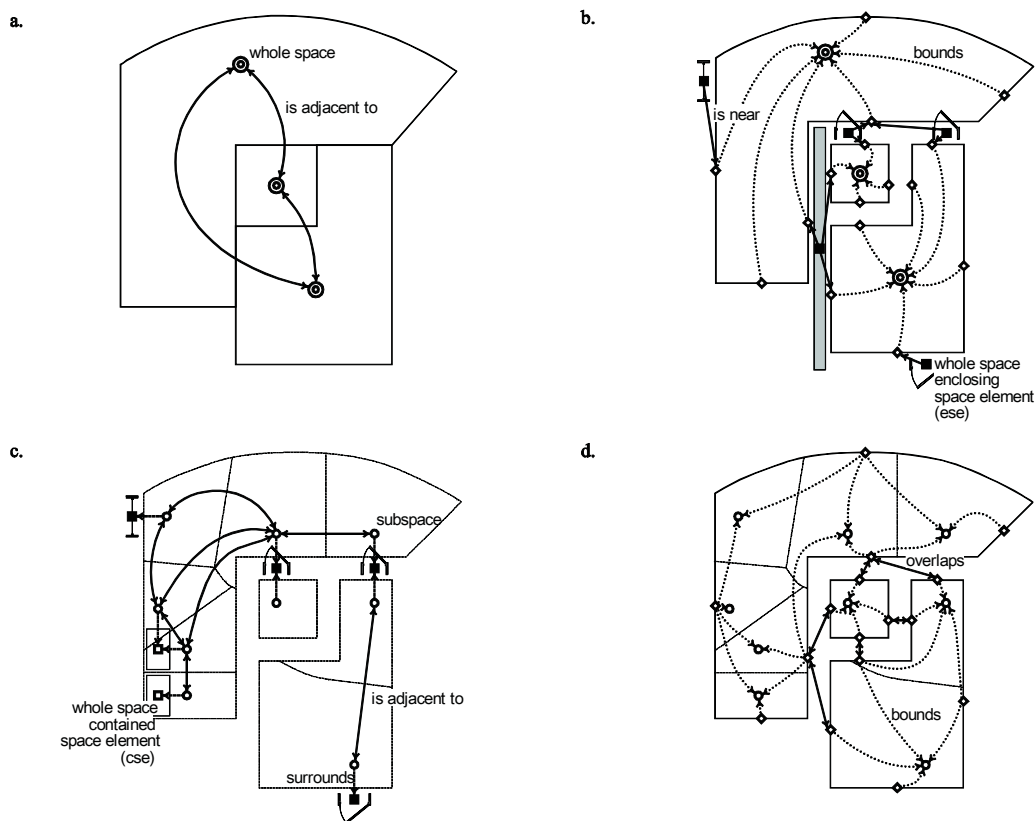 a.
whole space
is adjacent to
b.
bounds
is near
whole space
enclosing
space element
(ese)
c.
subspace
is adjacent to
whole space
contained
space element
(cse)
surrounds
d.
overlaps
bounds